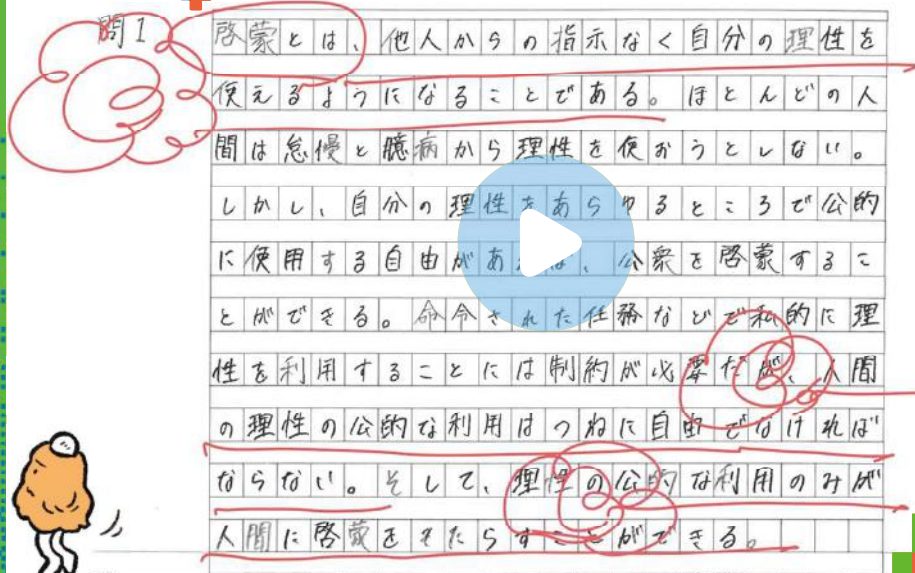 問1
啓蒙とは、他人からの指示なく自分の理性を
使えるようになることである。ほとんどの人
間は怠慢と臆病から理性を使おうとしない。
しかし、自分の理性をあらゆるところで公的
に使用する自由があれば、公衆を啓蒙するこ
とができる。命令された任務などで私的に理
性を利用することには制約が必要だが、人間
の理性の公的な利用はつねに自由でなければ
ならない。そして、理性の公的な利用のみが
人間に啓蒙をもたらすことができる。